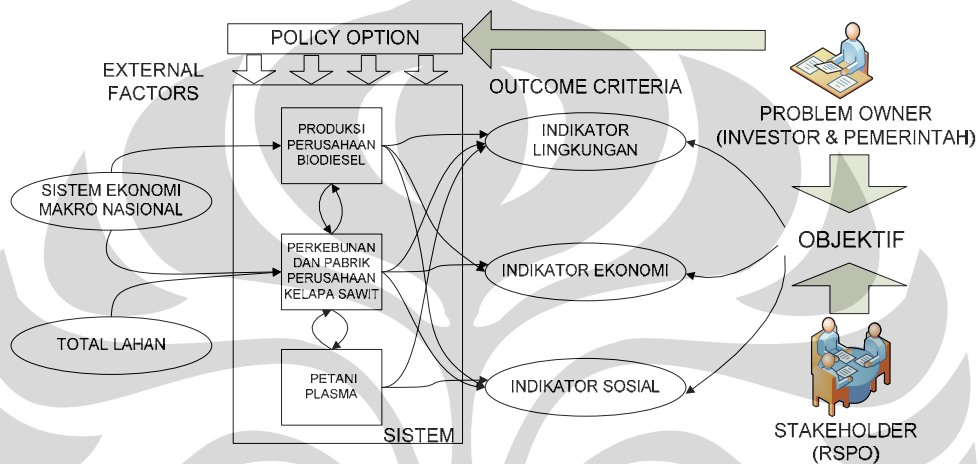 POLICY OPTION
EXTERNAL
FACTORS
OUTCOME CRITERIA
PROBLEM OWNER
(INVESTOR & PEMERINTAH)
PRODUKSI
PERUSAHAAN
BIODIESEL
INDIKATOR
LINGKUNGAN
SISTEM EKONOMI
MAKRO NASIONAL
OBJEKTIF
PERKEBUNAN
DAN PABRIK
PERUSAHAAN
KELAPA SAWIT
INDIKATOR EKONOMI
TOTAL LAHAN
PETANI
PLASMA
INDIKATOR SOSIAL
SISTEM
STAKEHOLDER
(RSPO)